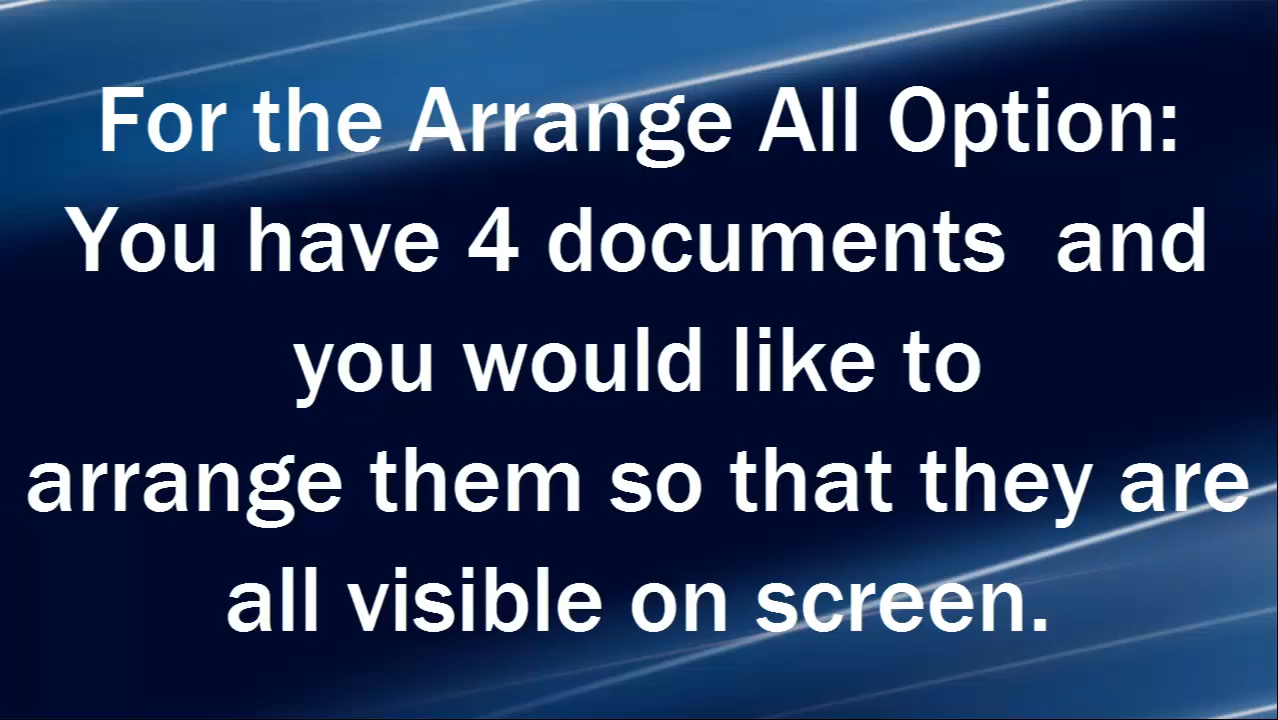 For the Arrange All Option:
You have 4 documents  and
you would like to
arrange them so that they are
all visible on screen.